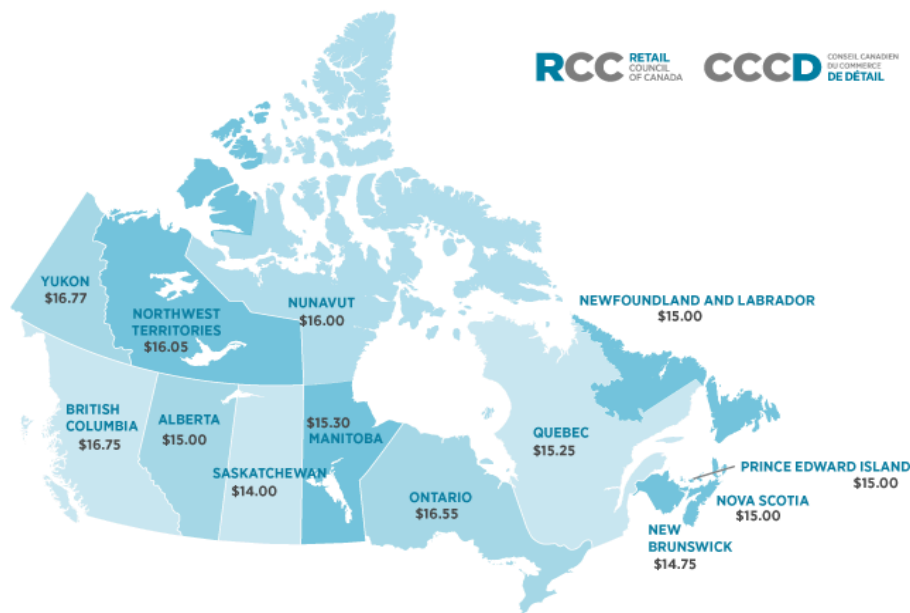 RCC RETAIL
COUNCIL
OF CANADA
CCCD CONSEIL CANADIEN
DU COMMERCE
DE DÉTAIL
YUKON
$16.77
NORTHWEST
TERRITORIES
$16.05
NUNAVUT
$16.00
NEWFOUNDLAND AND LABRADOR
$15.00
BRITISH
COLUMBIA
$16.75
ALBERTA
$15.00
SASKATCHEWAN
$14.00
$15.30
MANITOBA
ONTARIO
$16.55
QUEBEC
$15.25
PRINCE EDWARD ISLAND
$15.00
NOVA SCOTIA
$15.00
NEW
BRUNSWICK
$14.75